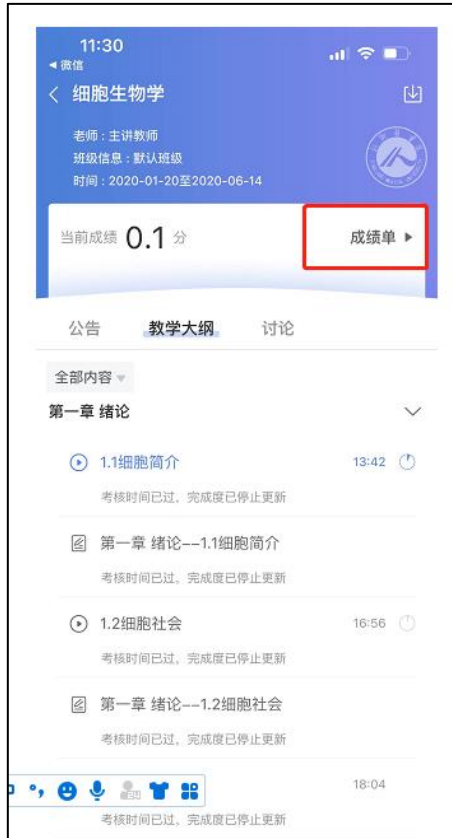 11:30
◀ 微信
细胞生物学
老师：主讲教师
班级信息：默认班级
时间：2020-01-20至2020-06-14
当前成绩 0.1 分
成绩单 ▶
公告 教学大纲 讨论
全部内容
第一章 绪论
1.1细胞简介 13:42
考核时间已过，完成度已停止更新
第一章 绪论--1.1细胞简介
考核时间已过，完成度已停止更新
1.2细胞社会 16:56
考核时间已过，完成度已停止更新
第一章 绪论--1.2细胞社会
考核时间已过，完成度已停止更新
18:04
考核时间已过，完成度已停止更新